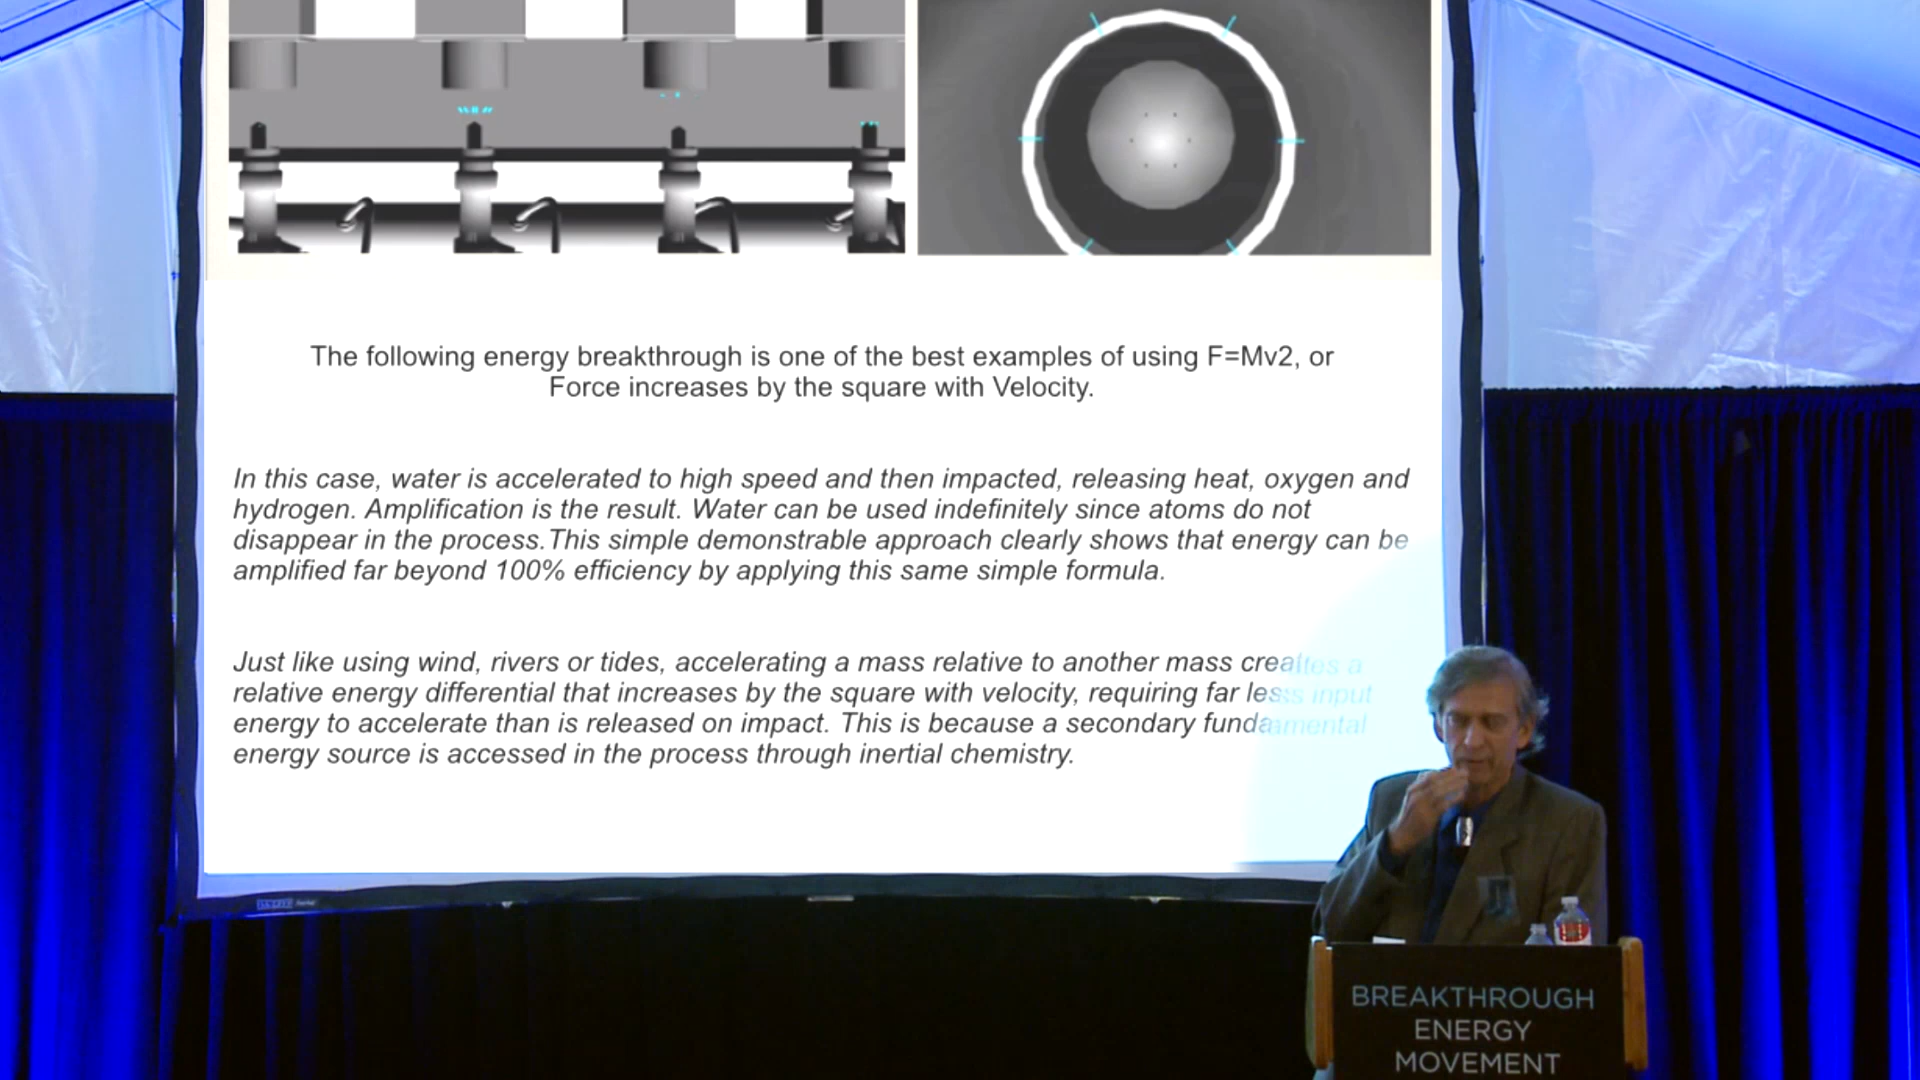 The following energy breakthrough is one of the best examples of using F=Mv2, or
Force increases by the square with Velocity.
In this case, water is accelerated to high speed and then impacted, releasing heat, oxygen and
hydrogen. Amplification is the result. Water can be used indefinitely since atoms do not
disappear in the process.This simple demonstrable approach clearly shows that energy can be
amplified far beyond 100% efficiency by applying this same simple formula.
Just like using wind, rivers or tides, accelerating a mass relative to another mass creates a
relative energy differential that increases by the square with velocity, requiring far less input
energy to accelerate than is released on impact. This is because a secondary fundamental
energy source is accessed in the process through inertial chemistry.
BREAKTHROUGH
ENERGY
MOVEMENT